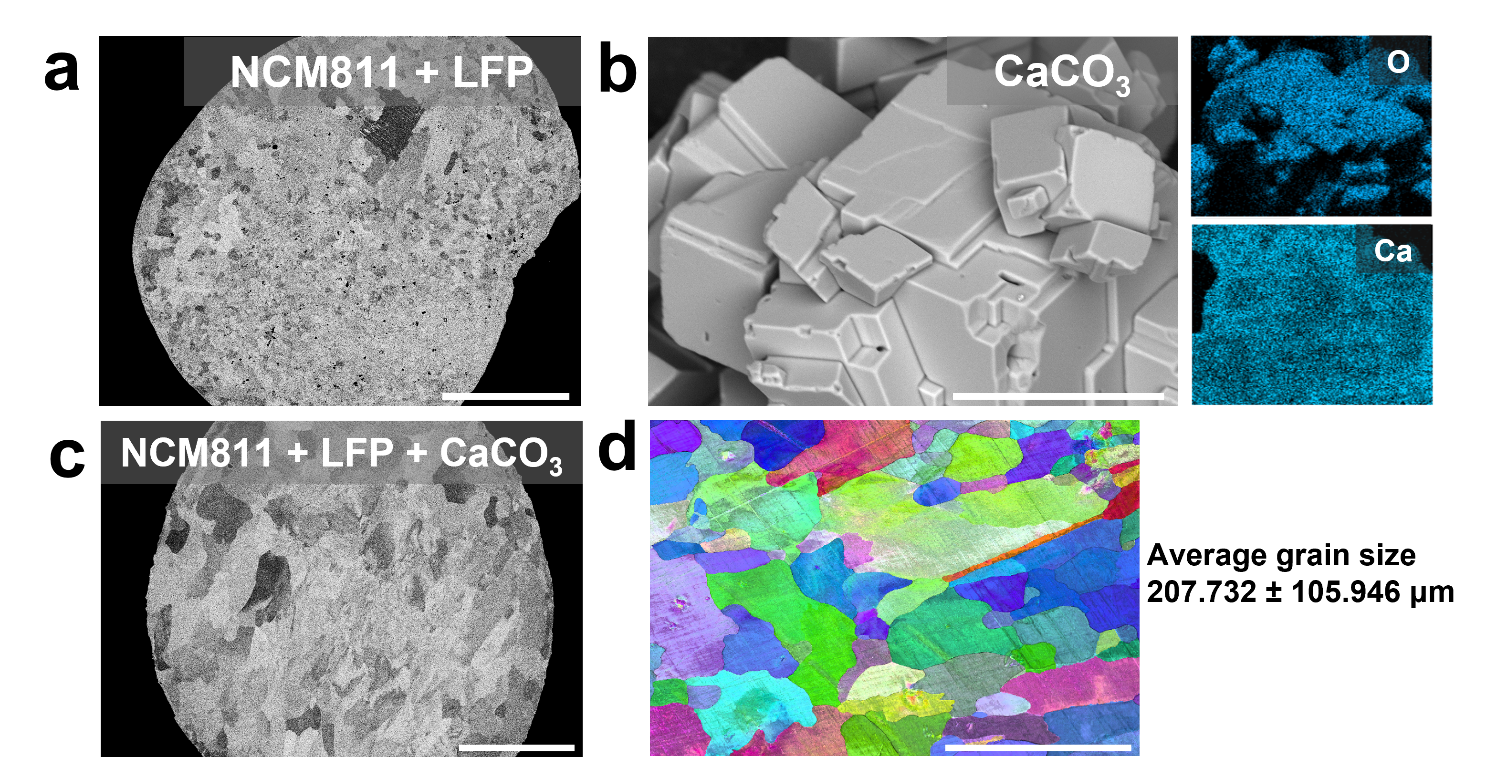 a
NCM811 + LFP
b
CaCO₃
O
Ca
c
NCM811 + LFP + CaCO₃
d
Average grain size
207.732 ± 105.946 µm